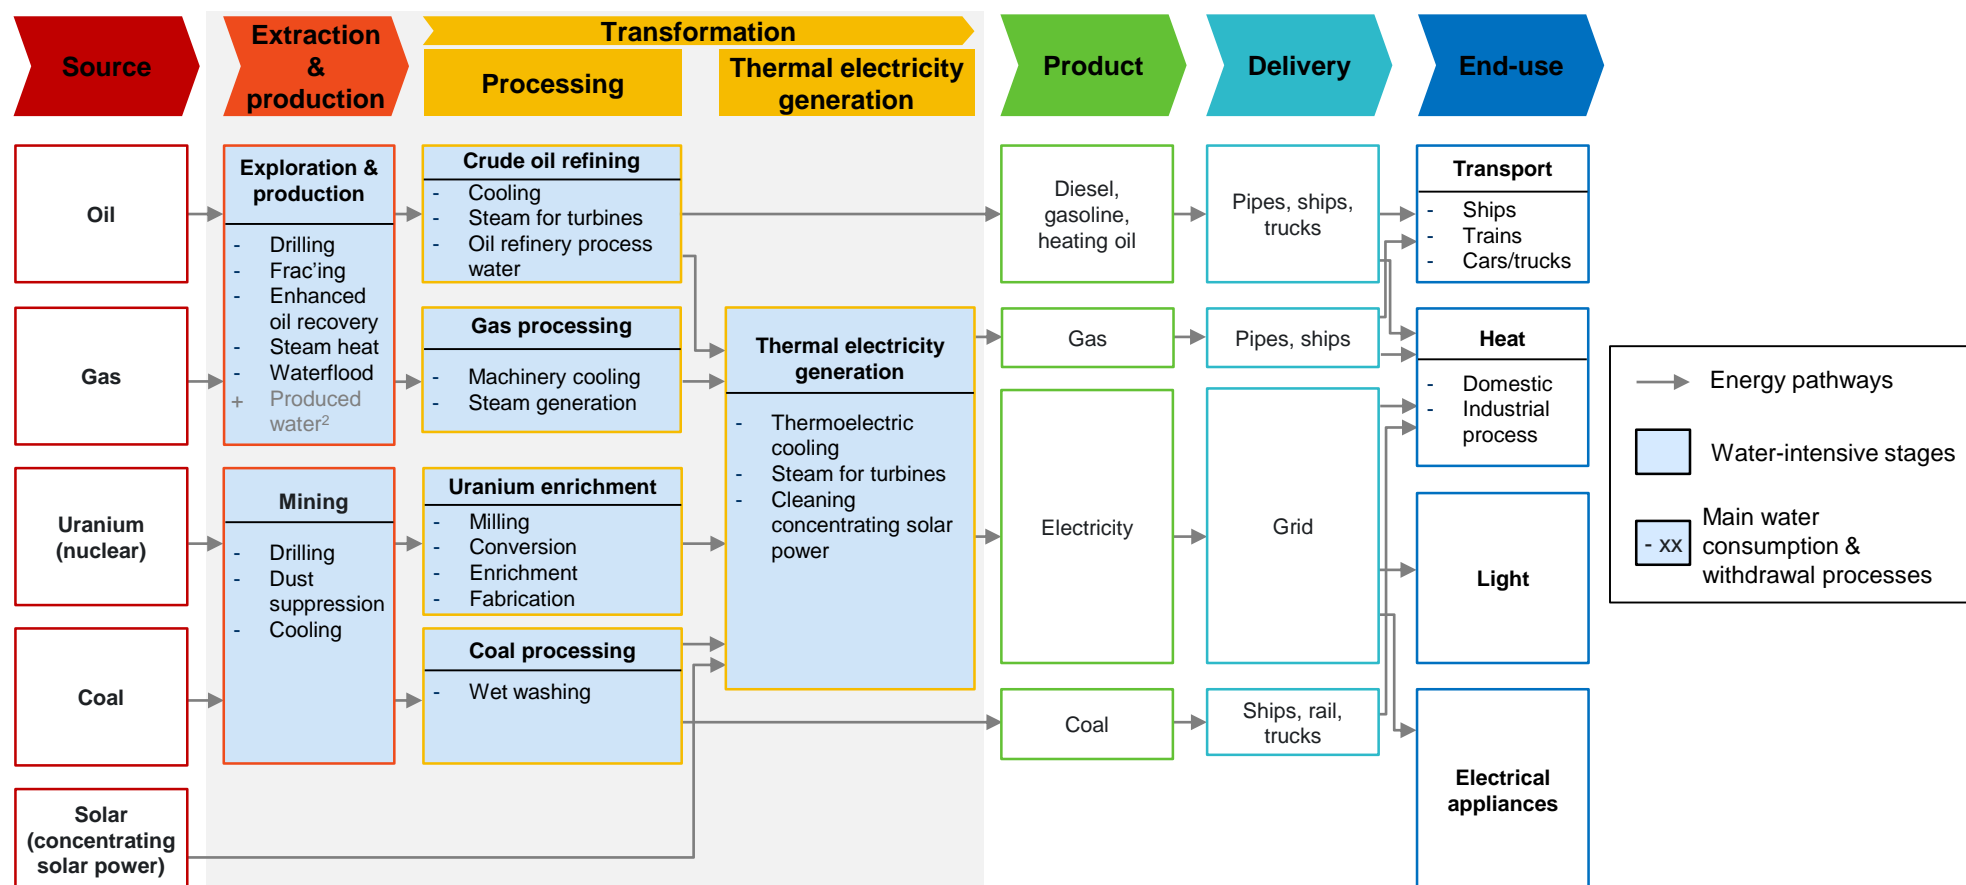 Source
Extraction
&
production
Transformation
Processing
Thermal electricity
generation
Product
Delivery
End-use
Oil
Gas
Uranium
(nuclear)
Coal
Solar
(concentrating
solar power)
Exploration &
production
- Drilling
- Frac’ing
- Enhanced
oil recovery
- Steam heat
- Waterflood
+ Produced
water²
Mining
- Drilling
- Dust
suppression
- Cooling
Crude oil refining
- Cooling
- Steam for turbines
- Oil refinery process
water
Gas processing
- Machinery cooling
- Steam generation
Uranium enrichment
- Milling
- Conversion
- Enrichment
- Fabrication
Coal processing
- Wet washing
Thermal electricity
generation
- Thermoelectric
cooling
- Steam for turbines
- Cleaning
concentrating solar
power
Diesel,
gasoline,
heating oil
Gas
Electricity
Coal
Pipes, ships,
trucks
Pipes, ships
Grid
Ships, rail,
trucks
Transport
- Ships
- Trains
- Cars/trucks
Heat
- Domestic
- Industrial
process
Light
Electrical
appliances
Energy pathways
Water-intensive stages
- xx
Main water
consumption &
withdrawal processes